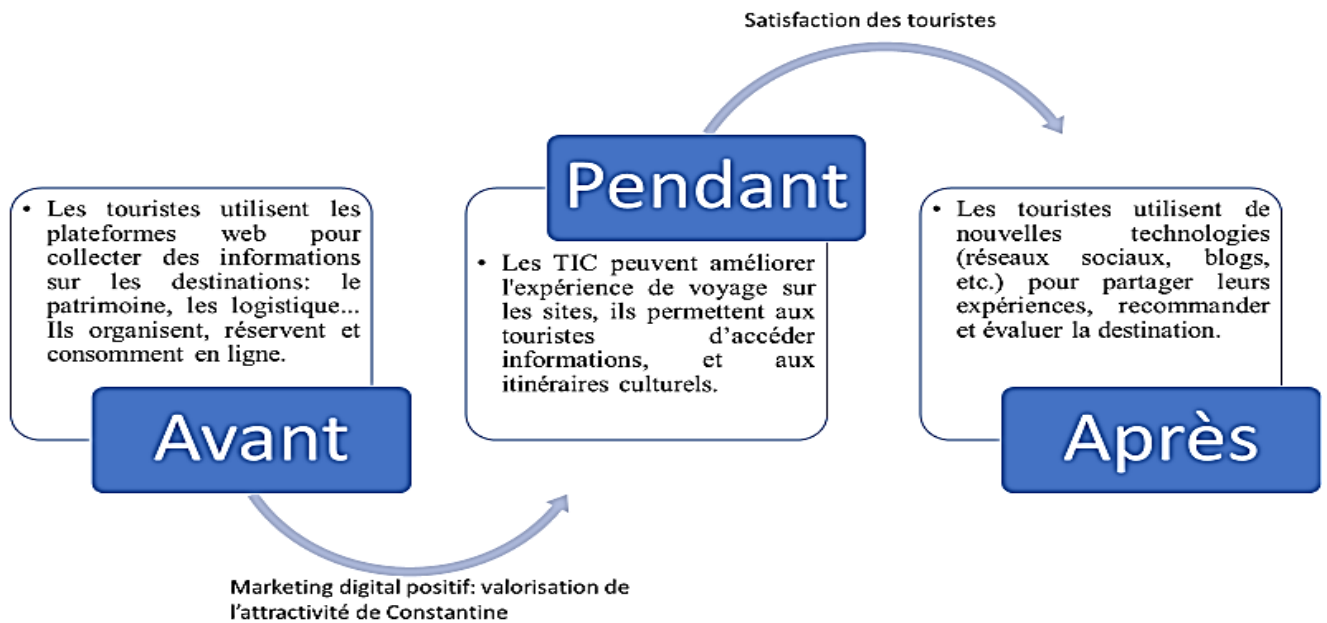 Satisfaction des touristes
• Les touristes utilisent les
plateformes web pour
collecter des informations
sur les destinations: le
patrimoine, les logistique...
Ils organisent, réservent et
consomment en ligne.
Avant
Marketing digital positif: valorisation de
l'attractivité de Constantine
Pendant
• Les TIC peuvent améliorer
l'expérience de voyage sur
les sites, ils permettent aux
touristes d'accéder
informations, et aux
itinéraires culturels.
• Les touristes utilisent de
nouvelles technologies
(réseaux sociaux, blogs,
etc.) pour partager leurs
expériences, recommander
et évaluer la destination.
Après